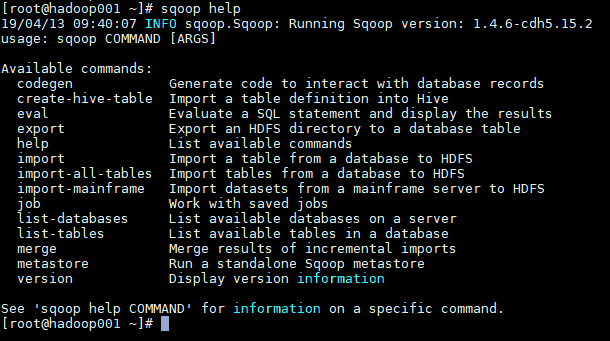 [root@hadoop001 ~]# sqoop help
19/04/13 09:40:07 INFO sqoop.Sqoop: Running Sqoop version: 1.4.6-cdh5.15.2
usage: sqoop COMMAND [ARGS]

Available commands:
  codegen            Generate code to interact with database records
  create-hive-table  Import a table definition into Hive
  eval               Evaluate a SQL statement and display the results
  export             Export an HDFS directory to a database table
  help               List available commands
  import             Import a table from a database to HDFS
  import-all-tables  Import tables from a database to HDFS
  import-mainframe   Import datasets from a mainframe server to HDFS
  job                Work with saved jobs
  list-databases     List available databases on a server
  list-tables        List available tables in a database
  merge              Merge results of incremental imports
  metastore          Run a standalone Sqoop metastore
  version            Display version information

See 'sqoop help COMMAND' for information on a specific command.
[root@hadoop001 ~]#